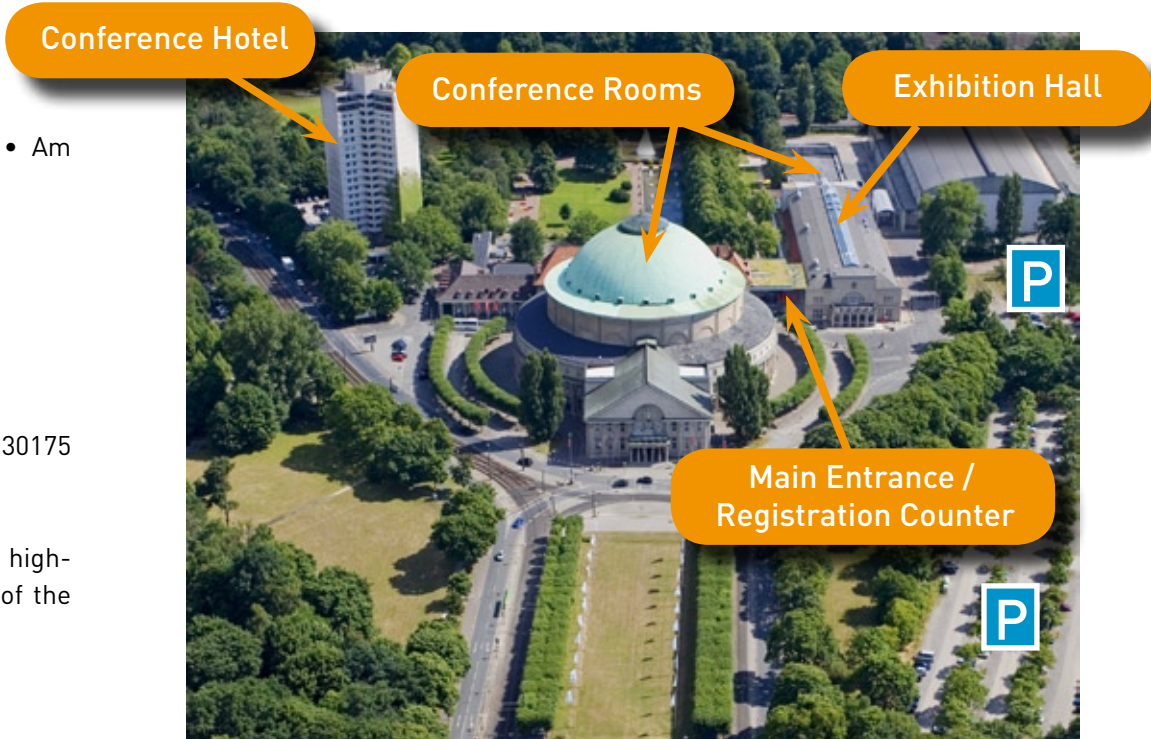 Conference Hotel
Conference Rooms
Exhibition Hall
• Am
P
30175
Main Entrance /
Registration Counter
high-
of the
P